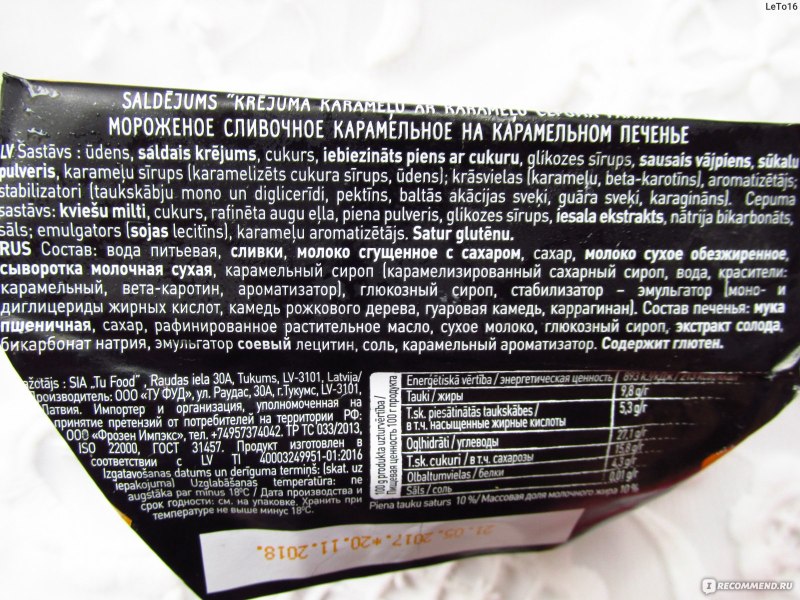 LeTo16
SALDĒJUMS "KRĒJUMA KARAMEĻU AR KARAMEĻU
МОРОЖЕНОЕ СЛИВОЧНОЕ КАРАМЕЛЬНОЕ НА КАРАМЕЛЬНОМ ПЕЧЕНЬЕ
LV Sastāvs : ūdens, saldais krējums, cukurs, iebiezināts piens ar cukuru, glikozes sīrups, sausais vājpiens, sūkalu
pulveris, karameļu sīrups (karamelizēts cukura sīrups, ūdens); krāsvielas (karameļu, beta-karotīns), aromatizētājs;
stabilizatori (taukskābju mono un diglicerīdi, pektīns, baltās akācijas sveķi, guāra sveķi, karagināns). Cepuma
sastāvs: kviešu milti, cukurs, rafinēta augu eļļa, piena pulveris, glikozes sīrups, iesala ekstrakts, nātrija bikarbonāts,
sāls; emulgators (sojas lecitīns), karameļu aromatizētājs. Satur glutēnu.
RUS Состав: вода питьевая, сливки, молоко сгущенное с сахаром, сахар, молоко сухое обезжиренное,
сыворотка молочная сухая, карамельный сироп (карамелизированный сахарный сироп, вода, красители:
карамельный, вета-каротин, ароматизатор), глюкозный сироп, стабилизатор – эмульгатор (моно- и
диглицериды жирных кислот, камедь рожкового дерева, гуаровая камедь, каррагинан). Состав печенья: мука
пшеничная, сахар, рафинированное растительное масло, сухое молоко, глюкозный сироп, экстракт солода,
бикарбонат натрия, эмульгатор соевый лецитин, соль, карамельный ароматизатор. Содержит глютен.
ažotājs : SIA „Tu Food", Raudas iela 30A, Tukums, LV-3101, Latvija/
Производитель: ООО «ТУ ФУД», ул. Раудас, 30А, г.Тукумс, LV-3101,
Латвия. Импортер и организация, уполномоченная на
принятие претензий от потребителей на территории РФ:
ООО «Фрозен Импэкс», тел. +74957374042. ТР ТС 033/2013,
ISO 22000, ГОСТ 31457. Продукт изготовлен в
соответствии с LV TI 40003249951-01:2016
Izgatavošanas datums un derīguma termiņš: (skat. uz
iepakojuma) Uzglabāšanas temperatūra: ne
augstāka par mīnus 18°C / Дата производства и
срок годности: см. на упаковке. Хранить при
температуре не выше минус 18°C.
100 g produkta uzturvērtība /
Пищевая ценность 100 г продукта
Enerģētiskā vērtība / энергетическая ценность
Tauki / жиры 9,8 g/г
T.sk. piesātinātās taukskābes /
в т.ч. насыщенные жирные кислоты 5,3 g/г
Ogļhidrāti / углеводы 27,1 g/г
T.sk. cukuri / в т.ч. сахарозы 15,8 g/г
Olbaltumvielas / белки 4,3 g/г
Sāls / соль 0,01 g/г
Piena tauku saturs 10 %/ Массовая доля молочного жира 10 %
21.05.2017.*20.11.2018.
RECOMMEND.RU